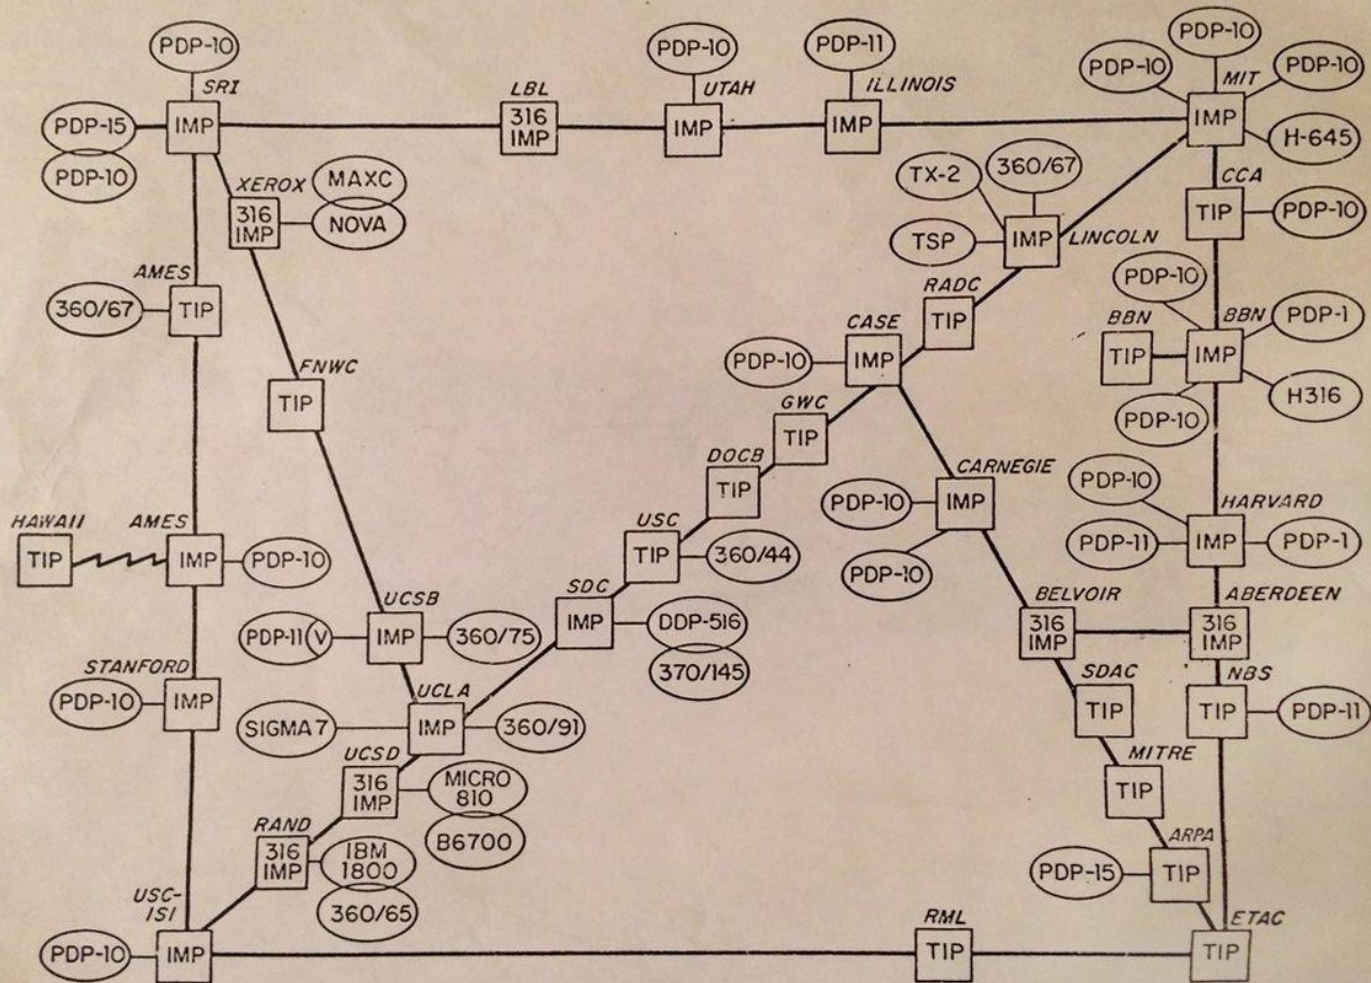 PDP-10
SRI
PDP-15
IMP
PDP-10
LBL
316
IMP
PDP-10
UTAH
IMP
PDP-11
ILLINOIS
IMP
PDP-10
PDP-10
MIT
PDP-10
IMP
H-645
XEROX
MAXC
316
IMP
NOVA
TX-2
360/67
TSP
IMP
LINCOLN
CCA
TIP
PDP-10
AMES
360/67
TIP
RADC
TIP
CASE
PDP-10
IMP
PDP-10
BBN
TIP
BBN
IMP
PDP-1
H316
PDP-10
FNWC
TIP
GWC
TIP
DOCB
TIP
CARNEGIE
PDP-10
IMP
PDP-10
PDP-10
HARVARD
PDP-11
IMP
PDP-1
HAWAII
TIP
AMES
IMP
PDP-10
USC
TIP
360/44
SDC
IMP
DDP-516
370/145
UCSB
PDP-11
V
IMP
360/75
BELVOIR
316
IMP
ABERDEEN
316
IMP
STANFORD
PDP-10
IMP
UCLA
SIGMA 7
IMP
360/91
SDAC
TIP
NBS
TIP
PDP-11
UCSD
316
IMP
MICRO
810
B6700
MITRE
TIP
RAND
316
IMP
IBM
1800
360/65
ARPA
PDP-15
TIP
USC-
ISI
PDP-10
IMP
RML
TIP
ETAC
TIP